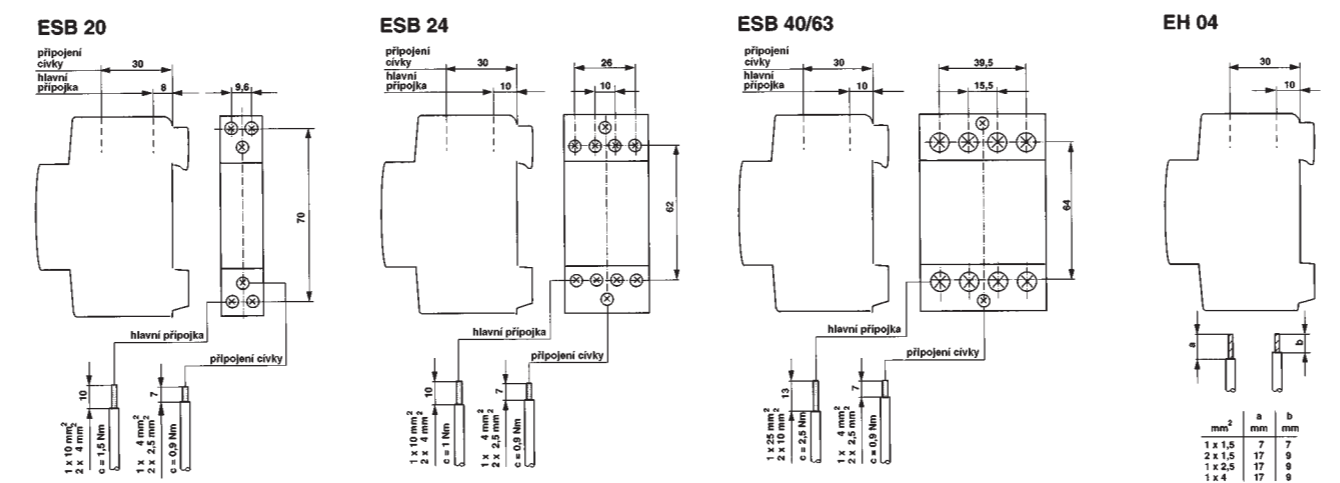 ESB 20
připojení
cívky
30
hlavní
přípojka
8
9,6
70
hlavní přípojka
připojení cívky
10
7
1 x 10 mm²
2 x 4 mm²
c = 1,5 Nm
1 x 4 mm²
2 x 2,5 mm²
c = 0,9 Nm
ESB 24
připojení
cívky
30
26
hlavní
přípojka
10
10
62
hlavní přípojka
připojení cívky
10
7
1 x 10 mm²
2 x 4 mm²
c = 1 Nm
1 x 4 mm²
2 x 2,5 mm²
c = 0,9 Nm
ESB 40/63
připojení
cívky
30
39,5
hlavní
přípojka
10
15,5
64
hlavní přípojka
připojení cívky
13
7
1 x 25 mm²
2 x 10 mm²
c = 2,5 Nm
1 x 4 mm²
2 x 2,5 mm²
c = 0,9 Nm
EH 04
30
10
a
b
mm² a mm b mm
1 x 1,5 7 7
2 x 1,5 17 9
1 x 2,5 17 9
1 x 4 17 9